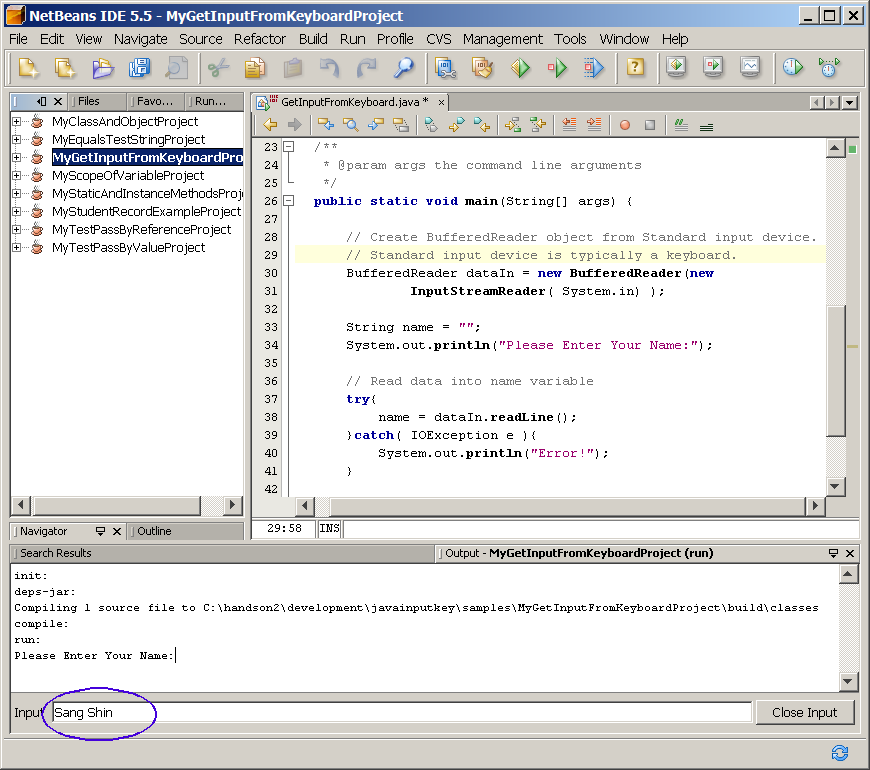 NetBeans IDE 5.5 - MyGetInputFromKeyboardProject
File Edit View Navigate Source Refactor Build Run Profile CVS Management Tools Window Help
Files Favo... Run...
GetInputFromKeyboard.java *
MyClassAndObjectProject
MyEqualsTestStringProject
MyGetInputFromKeyboardPro
MyScopeOfVariableProject
MyStaticAndInstanceMethodsProj
MyStudentRecordExampleProject
MyTestPassByReferenceProject
MyTestPassByValueProject
23 /**
24 * @param args the command line arguments
25 */
26 public static void main(String[] args) {
27
28 // Create BufferedReader object from Standard input device.
29 // Standard input device is typically a keyboard.
30 BufferedReader dataIn = new BufferedReader(new
31 InputStreamReader( System.in) );
32
33 String name = "";
34 System.out.println("Please Enter Your Name:");
35
36 // Read data into name variable
37 try{
38 name = dataIn.readLine();
39 }catch( IOException e ){
40 System.out.println("Error!");
41 }
42
29:58 INS
Navigator Outline
Search Results
Output - MyGetInputFromKeyboardProject (run)
init:
deps-jar:
Compiling 1 source file to C:\handson2\development\javainputkey\samples\MyGetInputFromKeyboardProject\build\classes
compile:
run:
Please Enter Your Name:
Input Sang Shin Close Input